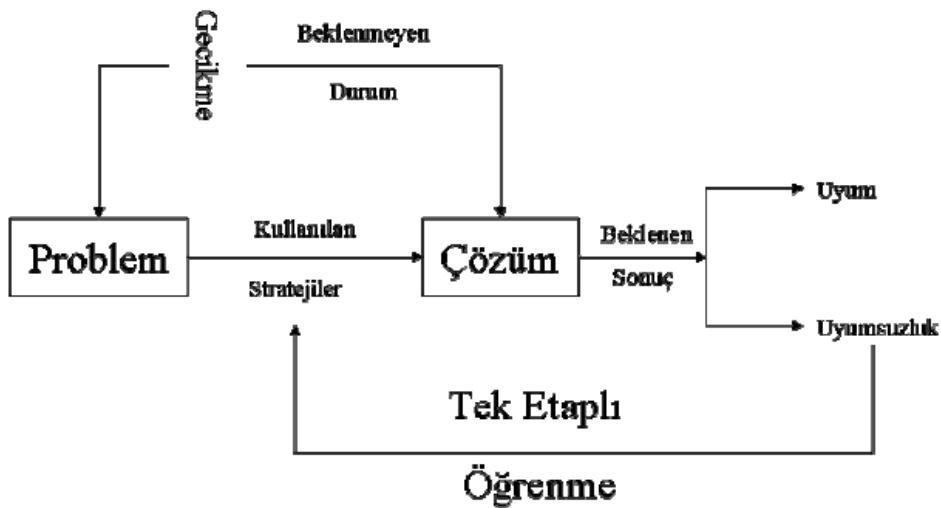 Gecikme
Beklenmeyen
Durum
Problem
Kullanılan
Stratejiler
Çözüm
Beklenen
Sonuç
Uyum
Uyumsuzluk
Tek Etaplı
Öğrenme